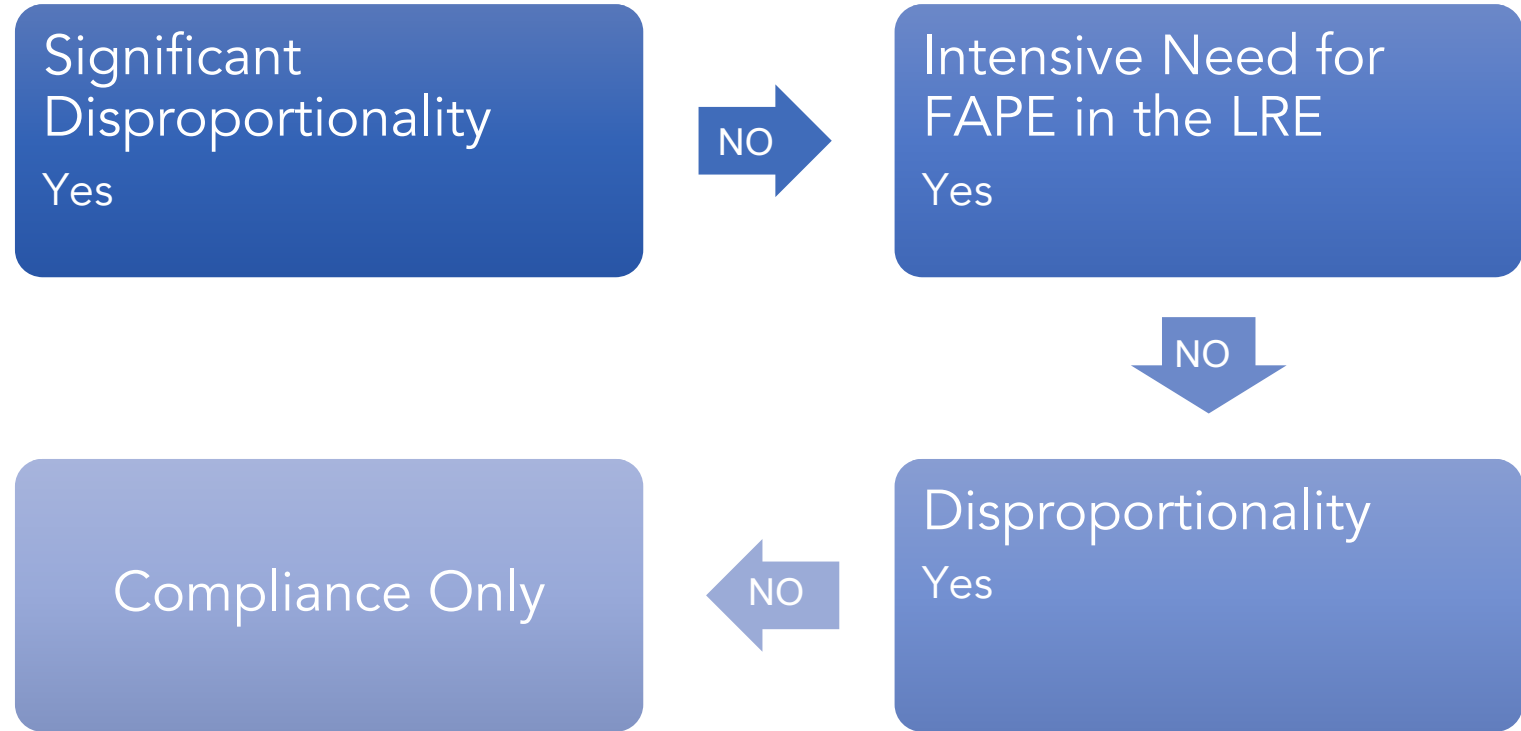 Significant
Disproportionality
Yes
NO
Intensive Need for
FAPE in the LRE
Yes
NO
Disproportionality
Yes
NO
Compliance Only